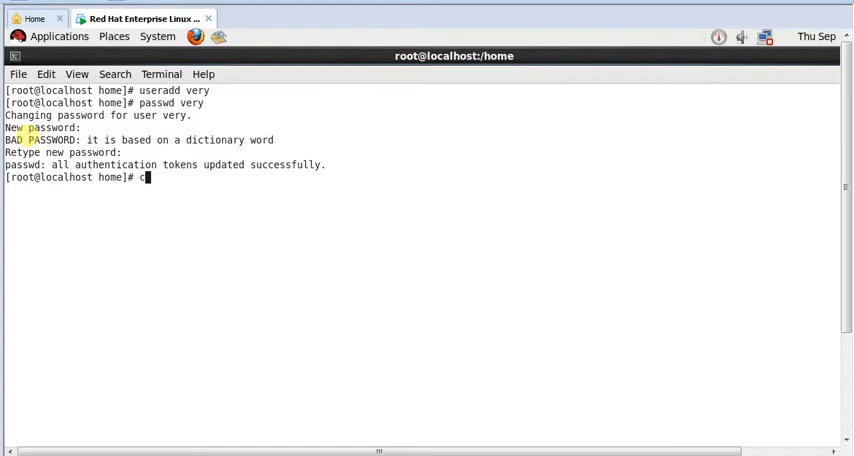 Home
Red Hat Enterprise Linux ...
Applications Places System
Thu Sep
root@localhost:/home
File Edit View Search Terminal Help
[root@localhost home]# useradd very
[root@localhost home]# passwd very
Changing password for user very.
New password:
BAD PASSWORD: it is based on a dictionary word
Retype new password:
passwd: all authentication tokens updated successfully.
[root@localhost home]# c